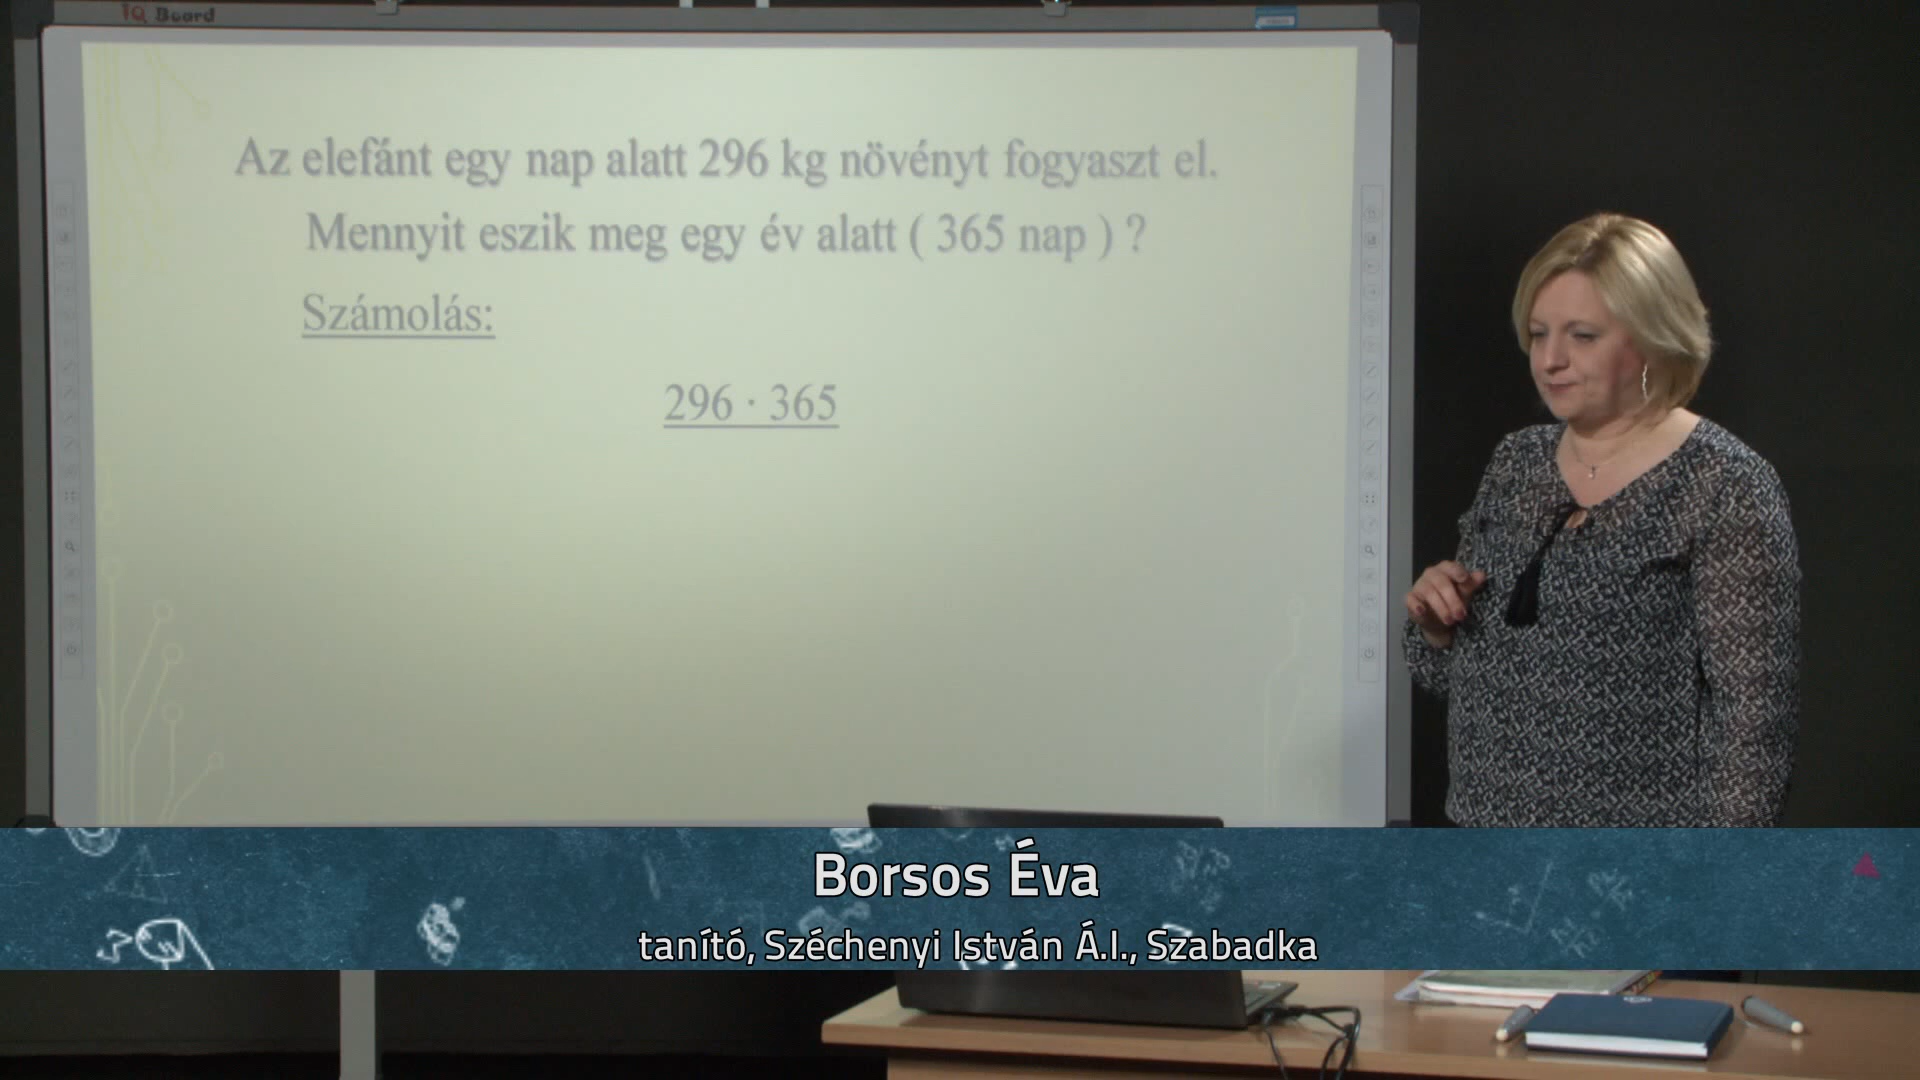 iQ Board
Az elefánt egy nap alatt 296 kg növényt fogyaszt el.
Mennyit eszik meg egy év alatt ( 365 nap ) ?
Számolás:
296 · 365
Borsos Éva
tanító, Széchenyi István Á.I., Szabadka